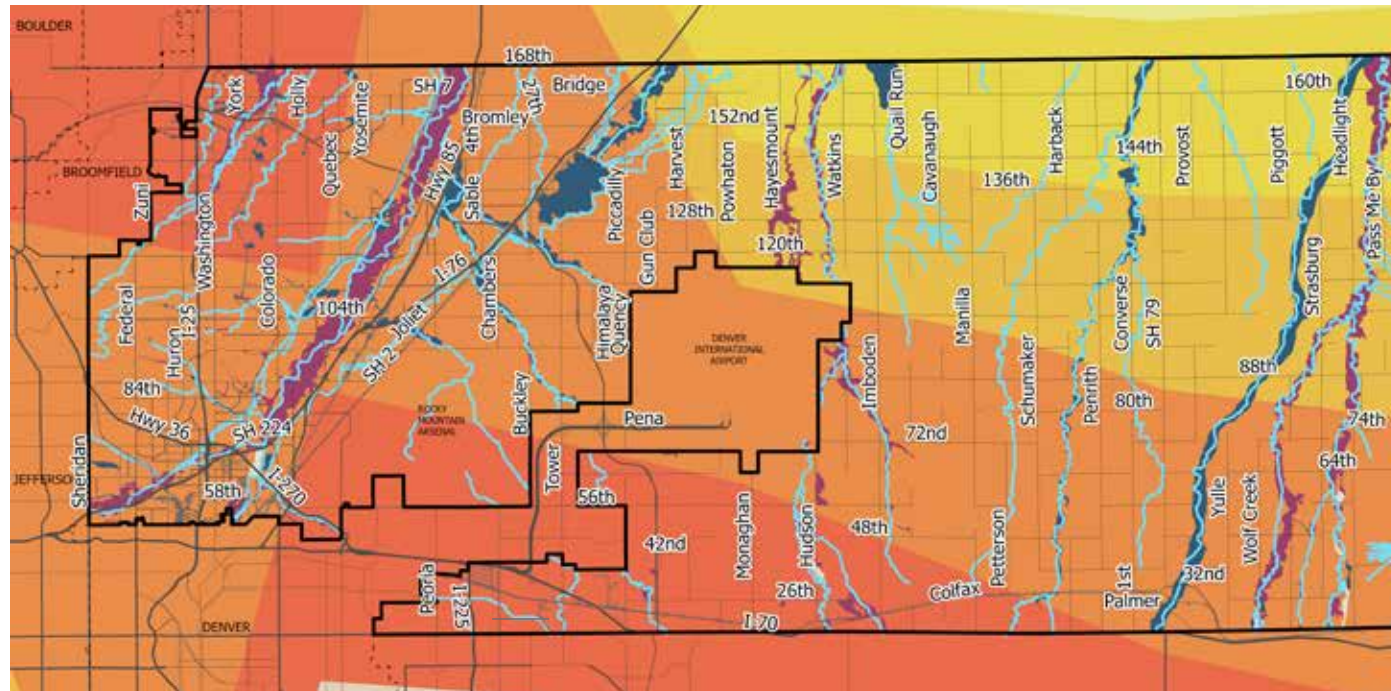 BOULDER
168th
York
Holly
Yosemite
SH 7
27th
Bridge
160th
Bromley
4th
152nd
Quail Run
Headlight
Quebec
Hwy 85
Sable
Harvest
Hayesmount
Watkins
Cavanaugh
Harback
144th
Provost
Piggott
BROOMFIELD
Zuni
Washington
Piccadilly
Powhaton
136th
Pass Me By
128th
120th
Gun Club
I-76
Chambers
Federal
Huron
I-25
Colorado
104th
Joliet
SH 2
Himalaya
Quency
DENVER
INTERNATIONAL
AIRPORT
Manilla
Converse
SH 79
Strasburg
88th
84th
Hwy 36
SH 224
ROCKY
MOUNTAIN
ARSENAL
Buckley
Pena
Imboden
Schumaker
Penrith
80th
72nd
74th
64th
JEFFERSO
Sheridan
58th
I-270
Tower
56th
Monaghan
Hudson
48th
42nd
Petterson
Yulle
Wolf Creek
32nd
Peoria
I-225
26th
Colfax
1st
Palmer
I-70
DENVER